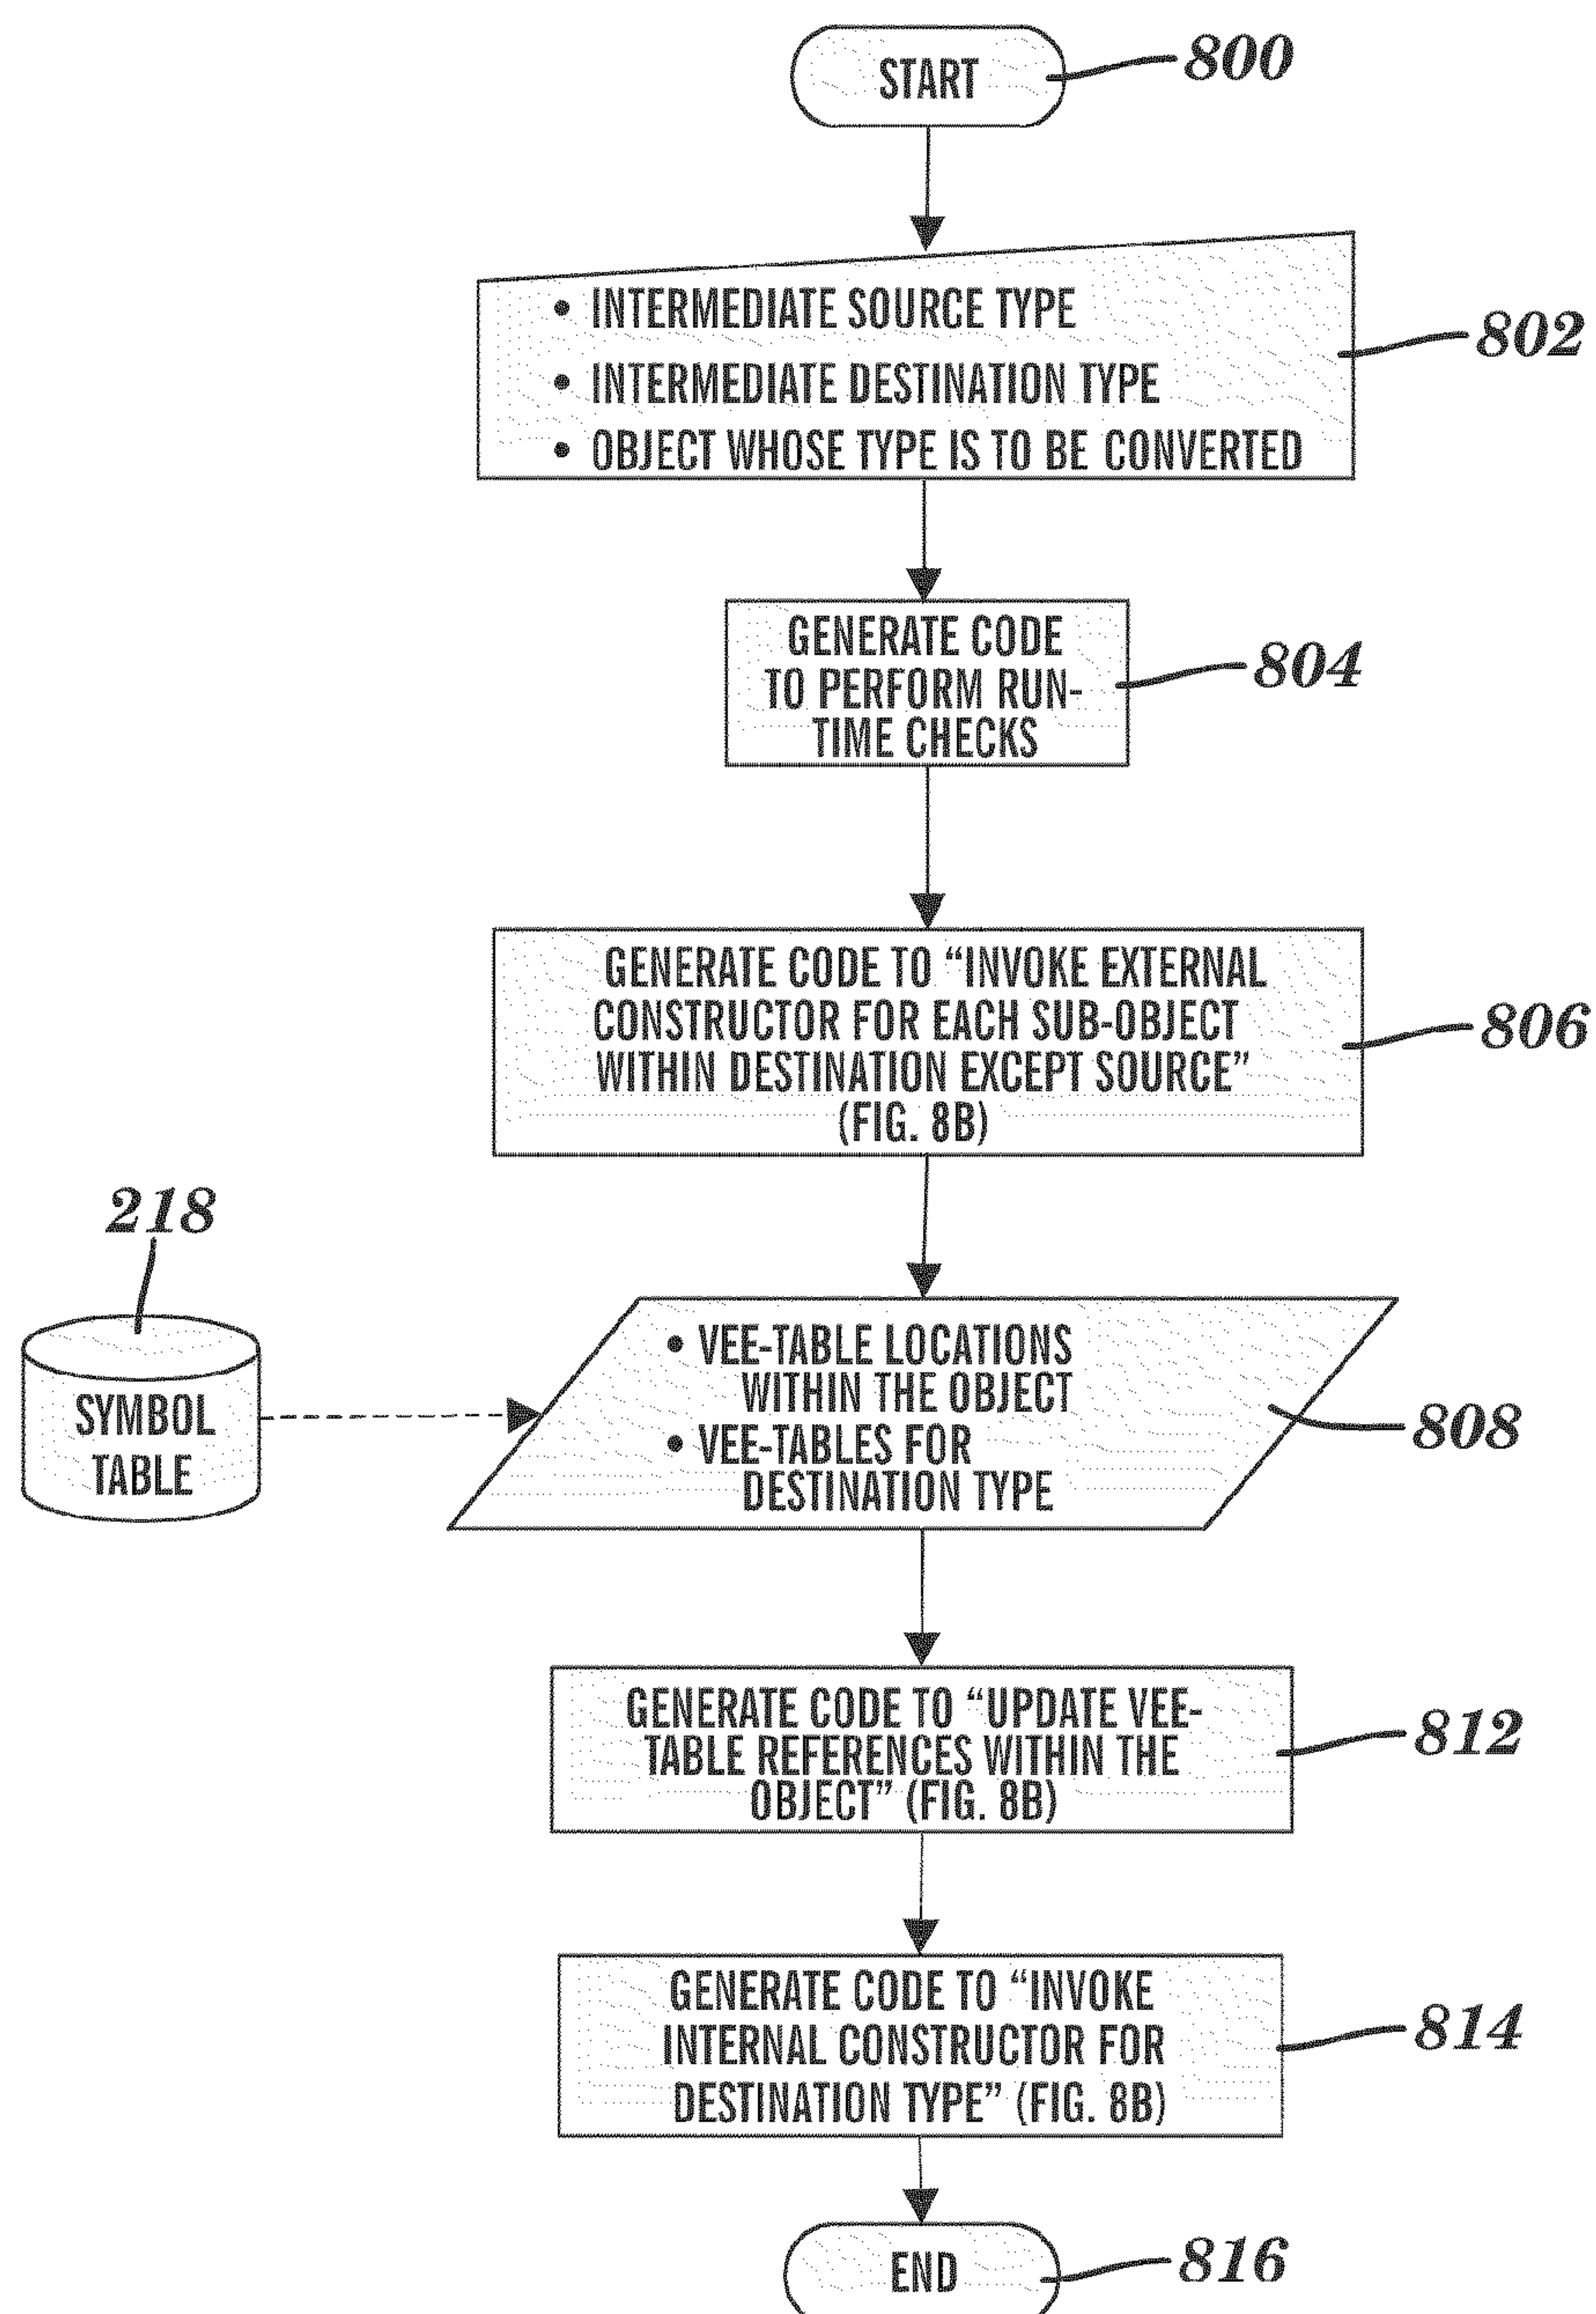 START
800
• INTERMEDIATE SOURCE TYPE
• INTERMEDIATE DESTINATION TYPE
• OBJECT WHOSE TYPE IS TO BE CONVERTED
802
GENERATE CODE
TO PERFORM RUN-
TIME CHECKS
804
GENERATE CODE TO “INVOKE EXTERNAL
CONSTRUCTOR FOR EACH SUB-OBJECT
WITHIN DESTINATION EXCEPT SOURCE”
(FIG. 8B)
806
218
SYMBOL
TABLE
• VEE-TABLE LOCATIONS
WITHIN THE OBJECT
• VEE-TABLES FOR
DESTINATION TYPE
808
GENERATE CODE TO “UPDATE VEE-
TABLE REFERENCES WITHIN THE
OBJECT” (FIG. 8B)
812
GENERATE CODE TO “INVOKE
INTERNAL CONSTRUCTOR FOR
DESTINATION TYPE” (FIG. 8B)
814
END
816